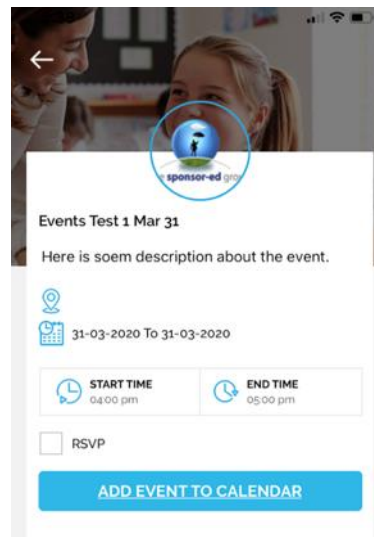 sponsor-ed
Events Test 1 Mar 31
Here is soem description about the event.
31-03-2020 To 31-03-2020
START TIME
04:00 pm
END TIME
05:00 pm
RSVP
ADD EVENT TO CALENDAR